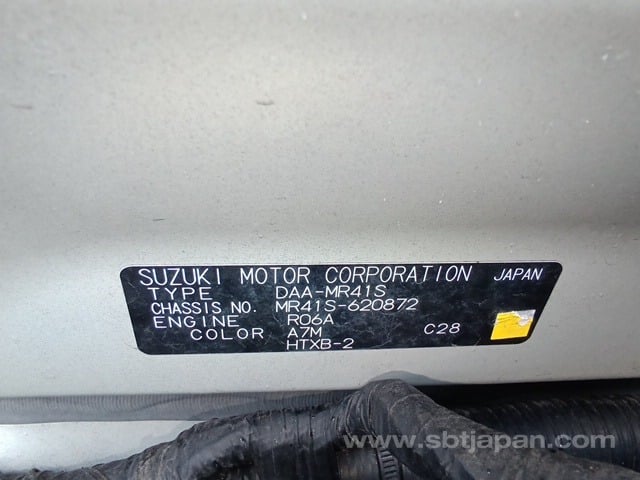 SUZUKI MOTOR CORPORATION JAPAN
TYPE DAA-MR41S
CHASSIS NO. MR41S-620872
ENGINE R06A
COLOR A7M C28
HTXB-2
www.sbtjapan.com